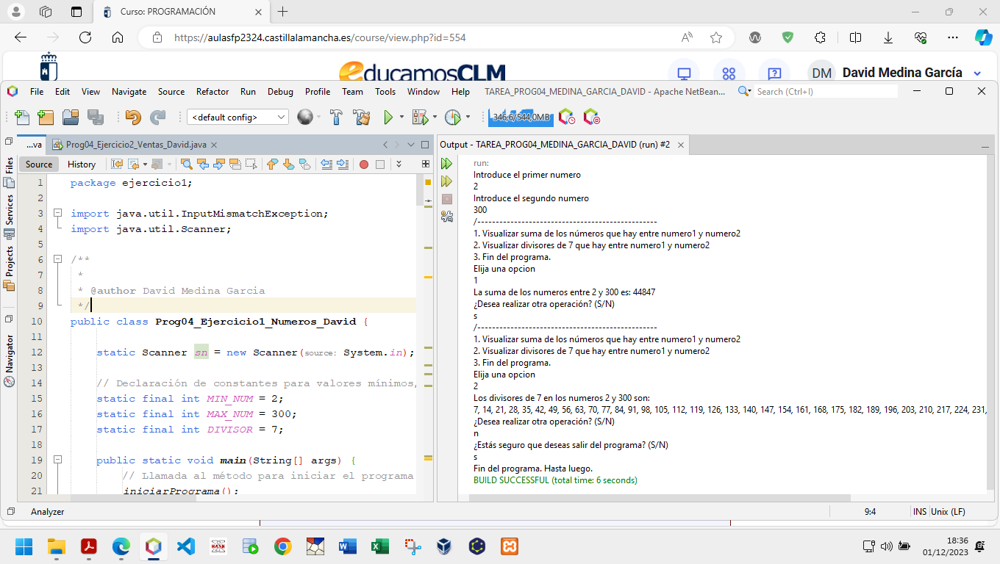 Curso: PROGRAMACIÓN
https://aulasfp2324.castillalamancha.es/course/view.php?id=554
educamosCLM
DM David Medina García
File Edit View Navigate Source Refactor Run Debug Profile Team Tools Window Help TAREA_PROG04_MEDINA_GARCIA_DAVID - Apache NetBean... Search (Ctrl+I)
<default config> 346,6/544,0MB
...va Prog04_Ejercicio2_Ventas_David.java
Source History
Files
Services
Projects
Navigator
1 package ejercicio1;
2
3 import java.util.InputMismatchException;
4 import java.util.Scanner;
5
6 /**
7 *
8 * @author David Medina Garcia
9 */
10 public class Prog04_Ejercicio1_Numeros_David {
11
12 static Scanner sn = new Scanner(source: System.in);
13
14 // Declaración de constantes para valores mínimos,
15 static final int MIN_NUM = 2;
16 static final int MAX_NUM = 300;
17 static final int DIVISOR = 7;
18
19 public static void main(String[] args) {
20 // Llamada al método para iniciar el programa
21 iniciarPrograma();
Output - TAREA_PROG04_MEDINA_GARCIA_DAVID (run) #2
run:
Introduce el primer numero
2
Introduce el segundo numero
300
/-------------------------------------------------
1. Visualizar suma de los números que hay entre numero1 y numero2
2. Visualizar divisores de 7 que hay entre numero1 y numero2
3. Fin del programa.
Elija una opcion
1
La suma de los numeros entre 2 y 300 es: 44847
¿Desea realizar otra operación? (S/N)
s
/-------------------------------------------------
1. Visualizar suma de los números que hay entre numero1 y numero2
2. Visualizar divisores de 7 que hay entre numero1 y numero2
3. Fin del programa.
Elija una opcion
2
Los divisores de 7 en los numeros 2 y 300 son:
7, 14, 21, 28, 35, 42, 49, 56, 63, 70, 77, 84, 91, 98, 105, 112, 119, 126, 133, 140, 147, 154, 161, 168, 175, 182, 189, 196, 203, 210, 217, 224, 231,
¿Desea realizar otra operación? (S/N)
n
¿Estás seguro que deseas salir del programa? (S/N)
s
Fin del programa. Hasta luego.
BUILD SUCCESSFUL (total time: 6 seconds)
Analyzer
9:4 INS Unix (LF)
18:36
01/12/2023